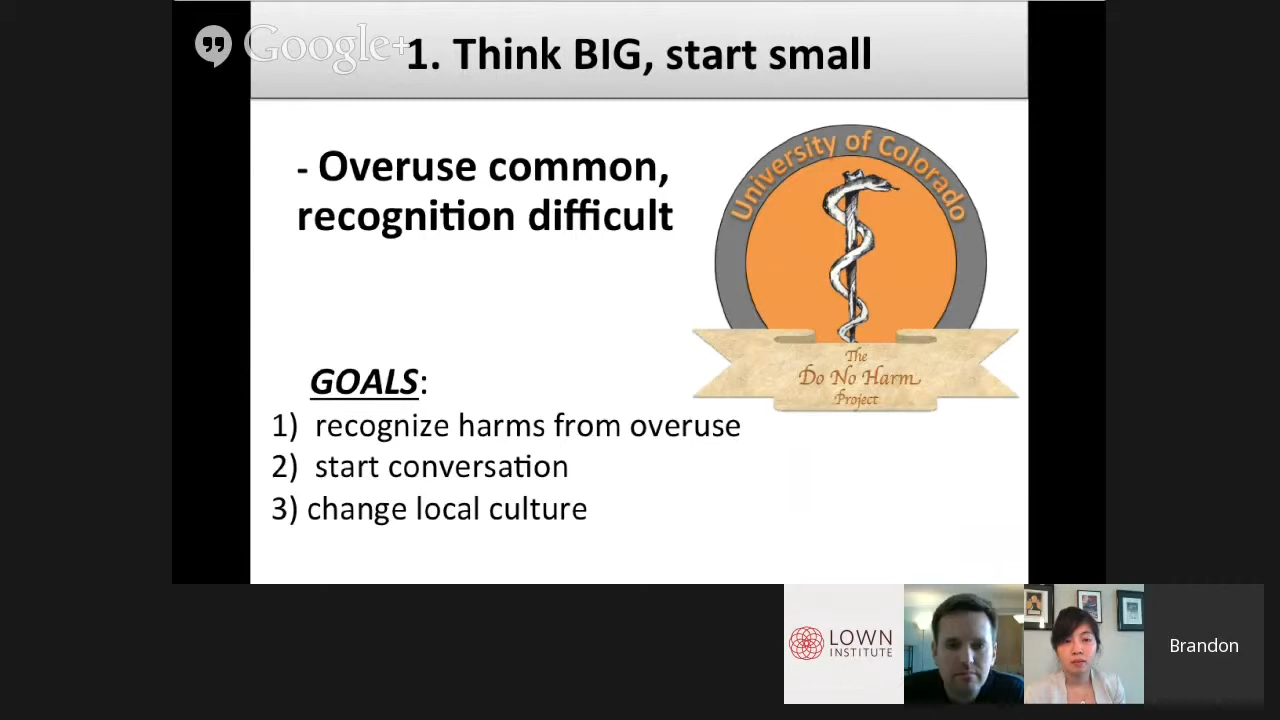 Google+
1. Think BIG, start small
- Overuse common,
recognition difficult
University of Colorado
The
Do No Harm
Project
GOALS:
1) recognize harms from overuse
2) start conversation
3) change local culture
LOWN
INSTITUTE
Brandon